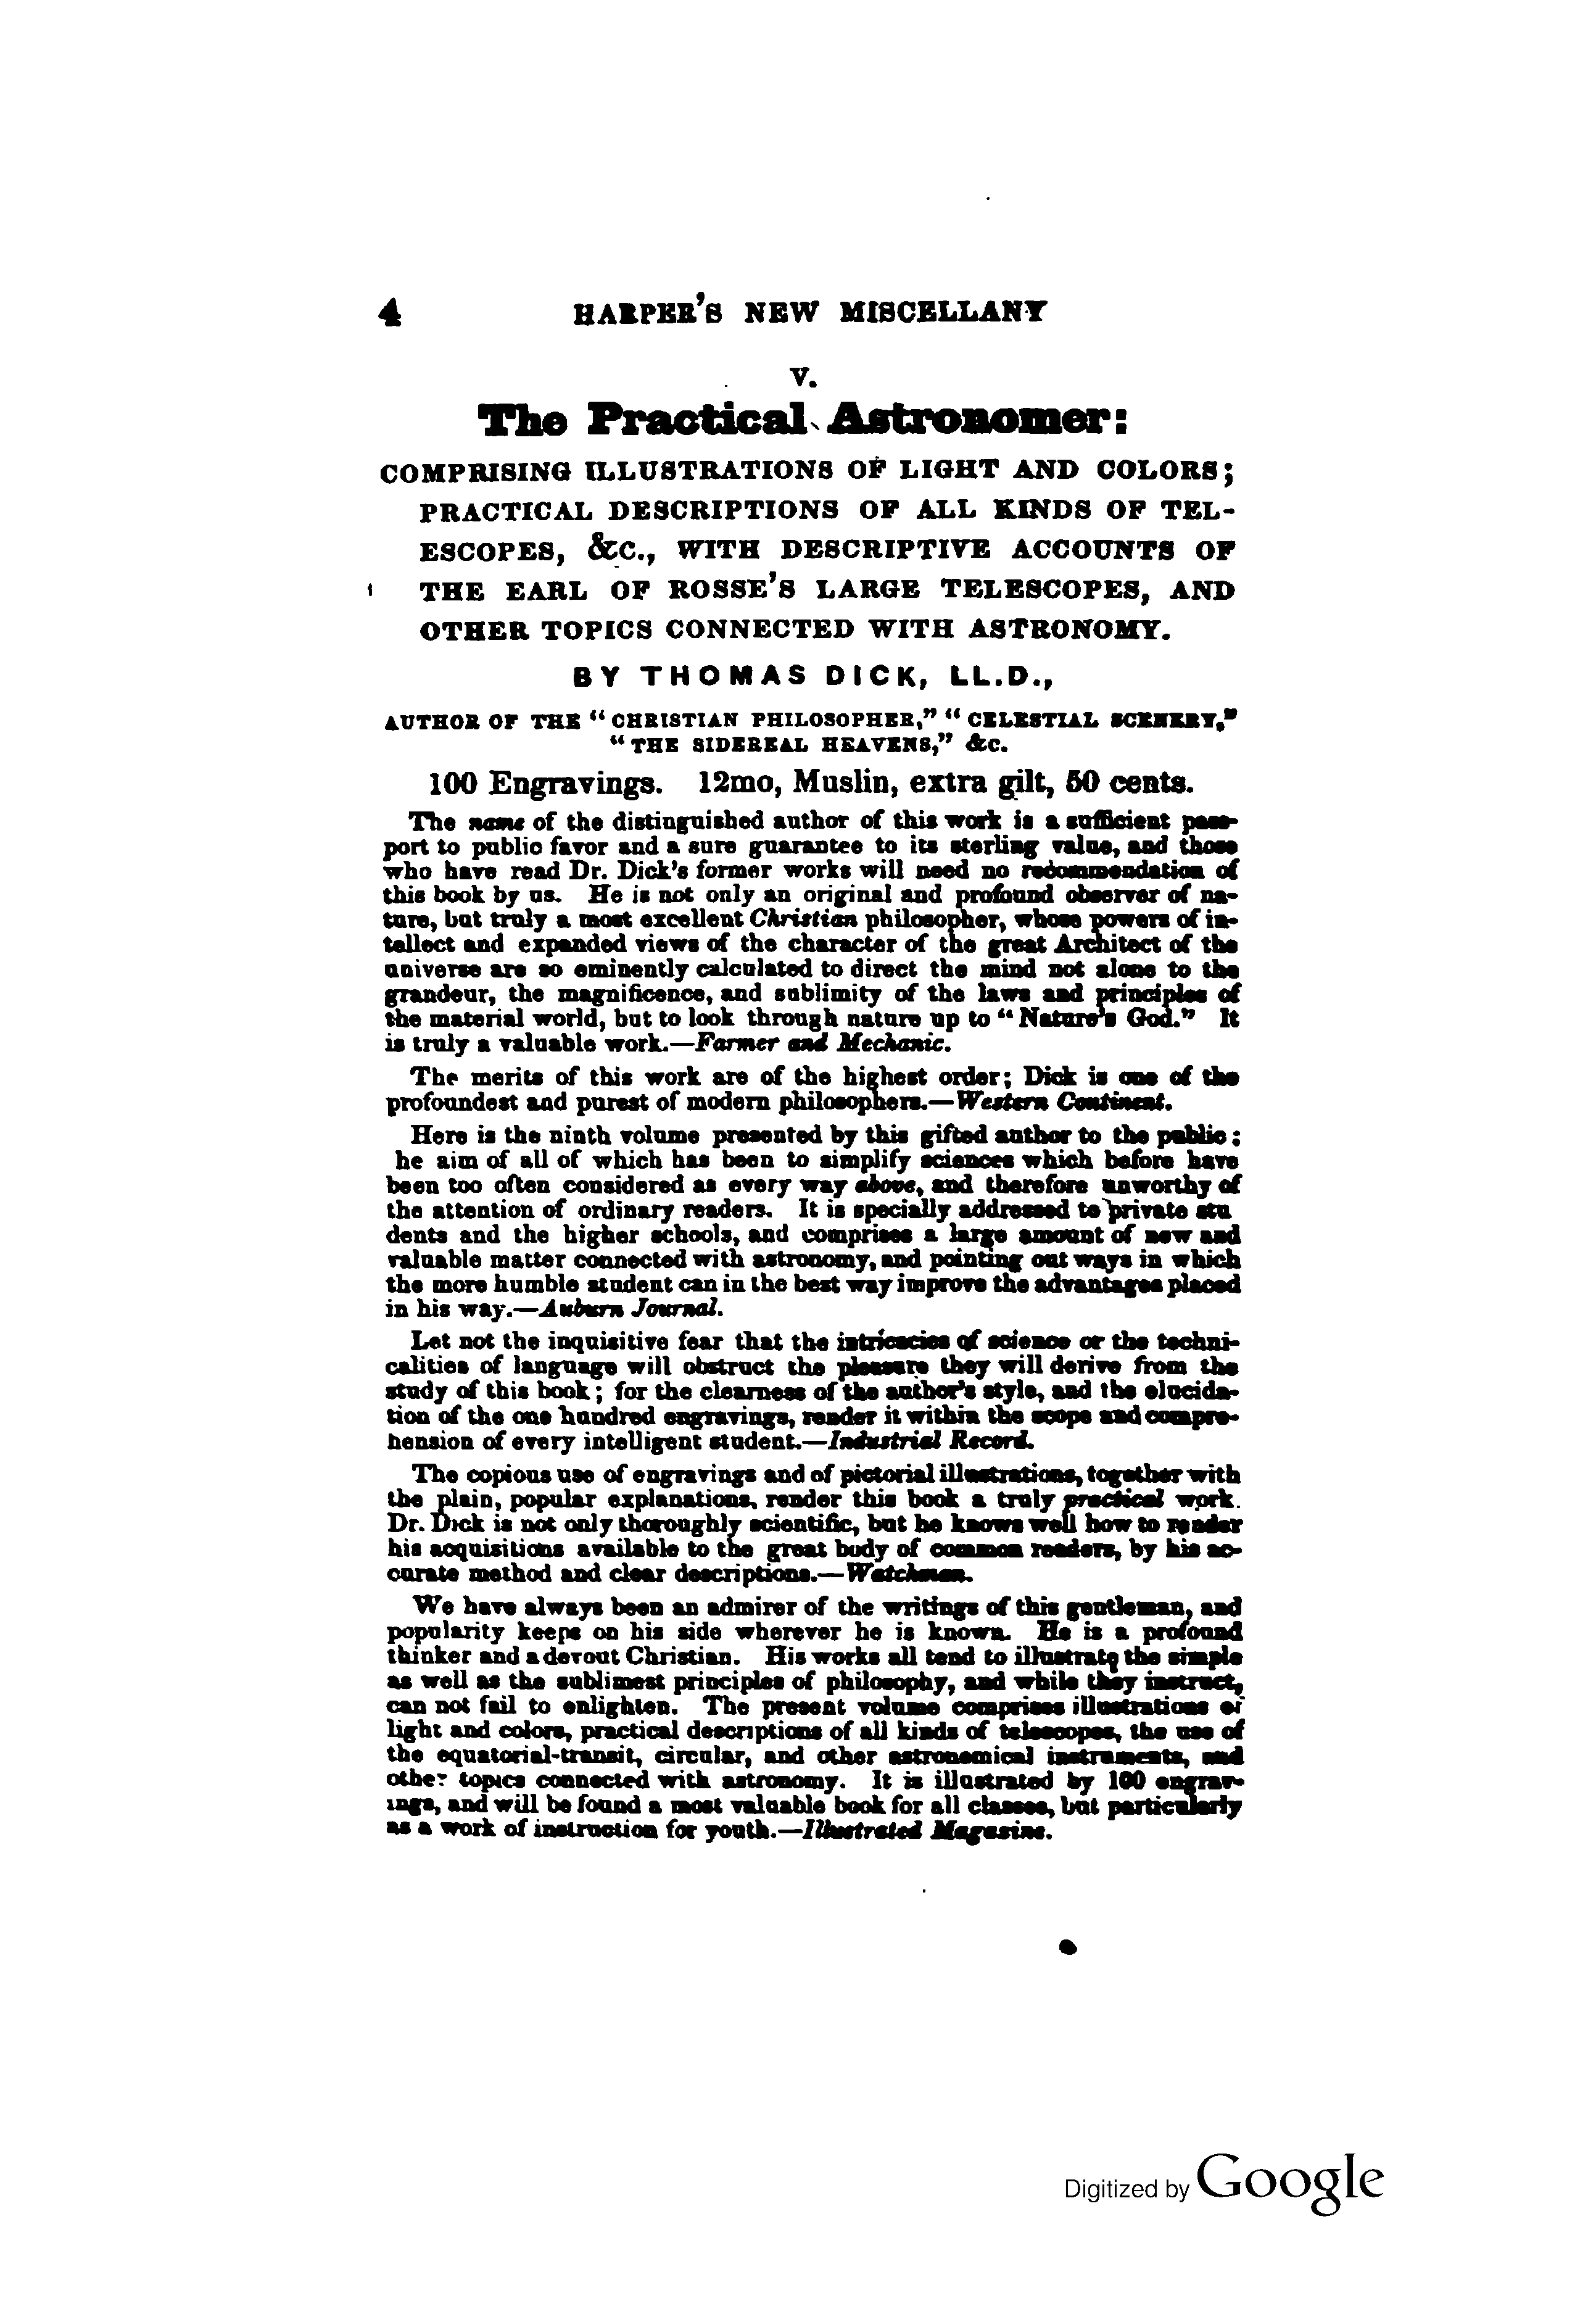 4 HARPER'S NEW MISCELLANY
V.
The Practical Astronomer:
COMPRISING ILLUSTRATIONS OF LIGHT AND COLORS;
PRACTICAL DESCRIPTIONS OF ALL KINDS OF TEL-
ESCOPES, &C., WITH DESCRIPTIVE ACCOUNTS OF
THE EARL OF ROSSE'S LARGE TELESCOPES, AND
OTHER TOPICS CONNECTED WITH ASTRONOMY.
BY THOMAS DICK, LL.D.,
AUTHOR OF THE "CHRISTIAN PHILOSOPHER," "CELESTIAL SCENERY,"
"THE SIDEREAL HEAVENS," &c.
100 Engravings. 12mo, Muslin, extra gilt, 50 cents.
The name of the distinguished author of this work is a sufficient pass-
port to public favor and a sure guarantee to its sterling value, and those
who have read Dr. Dick's former works will need no recommendation of
this book by us. He is not only an original and profound observer of na-
ture, but truly a most excellent Christian philosopher, whose powers of in-
tellect and expanded views of the character of the great Architect of the
universe are so eminently calculated to direct the mind not alone to the
grandeur, the magnificence, and sublimity of the laws and principles of
the material world, but to look through nature up to "Nature's God." It
is truly a valuable work.—Farmer and Mechanic.
The merits of this work are of the highest order; Dick is one of the
profoundest and purest of modern philosophers.—Western Continent.
Here is the ninth volume presented by this gifted author to the public;
he aim of all of which has been to simplify sciences which before have
been too often considered as every way above, and therefore unworthy of
the attention of ordinary readers. It is specially addressed to private stu
dents and the higher schools, and comprises a large amount of new and
valuable matter connected with astronomy, and pointing out ways in which
the more humble student can in the best way improve the advantages placed
in his way.—Auburn Journal.
Let not the inquisitive fear that the intricacies of science or the techni-
calities of language will obstruct the pleasure they will derive from the
study of this book; for the clearness of the author's style, and the elucida-
tion of the one hundred engravings, render it within the scope and compre-
hension of every intelligent student.—Industrial Record.
The copious use of engravings and of pictorial illustrations, together with
the plain, popular explanations, render this book a truly practical work.
Dr. Dick is not only thoroughly scientific, but he knows well how to render
his acquisitions available to the great body of common readers, by his ac-
curate method and clear descriptions.—Watchman.
We have always been an admirer of the writings of this gentleman, and
popularity keeps on his side wherever he is known. He is a profound
thinker and a devout Christian. His works all tend to illustrate the simple
as well as the sublimest principles of philosophy, and while they instruct,
can not fail to enlighten. The present volume comprises illustrations of
light and colors, practical descriptions of all kinds of telescopes, the use of
the equatorial-transit, circular, and other astronomical instruments, and
other topics connected with astronomy. It is illustrated by 100 engrav-
ings, and will be found a most valuable book for all classes, but particularly
as a work of instruction for youth.—Illustrated Magazine.
Digitized by Google